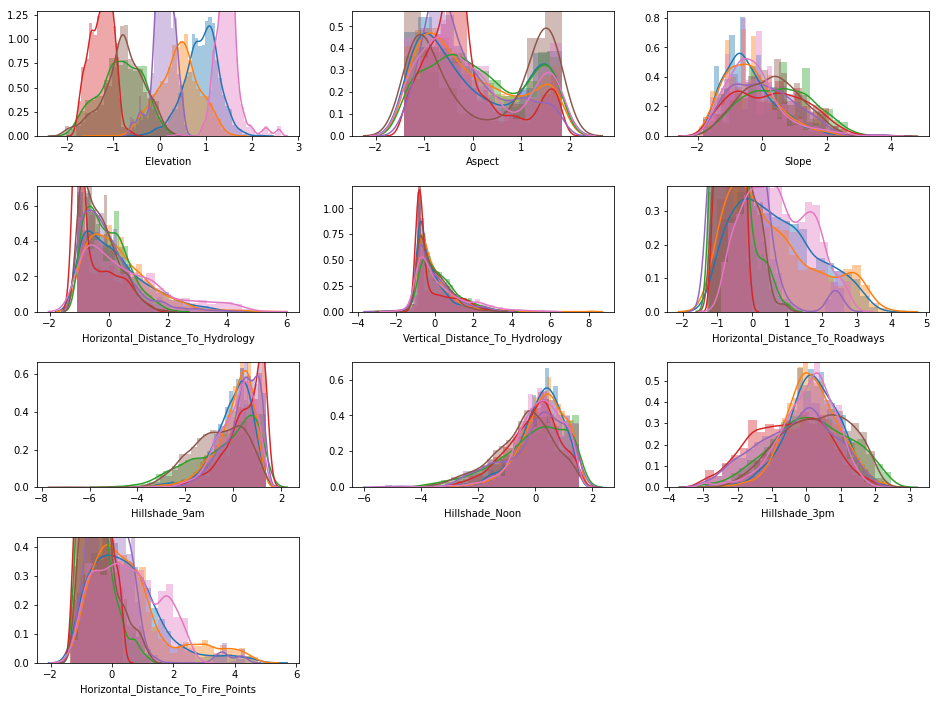 1.25
1.00
0.75
0.50
0.25
0.00
−2 −1 0 1 2 3
Elevation
0.5
0.4
0.3
0.2
0.1
0.0
−2 −1 0 1 2
Aspect
0.8
0.6
0.4
0.2
0.0
−2 0 2 4
Slope
0.6
0.4
0.2
0.0
−2 0 2 4 6
Horizontal_Distance_To_Hydrology
1.00
0.75
0.50
0.25
0.00
−4 −2 0 2 4 6 8
Vertical_Distance_To_Hydrology
0.3
0.2
0.1
0.0
−2 −1 0 1 2 3 4 5
Horizontal_Distance_To_Roadways
0.6
0.4
0.2
0.0
−8 −6 −4 −2 0 2
Hillshade_9am
0.6
0.4
0.2
0.0
−6 −4 −2 0 2
Hillshade_Noon
0.5
0.4
0.3
0.2
0.1
0.0
−4 −3 −2 −1 0 1 2 3
Hillshade_3pm
0.4
0.3
0.2
0.1
0.0
−2 0 2 4 6
Horizontal_Distance_To_Fire_Points